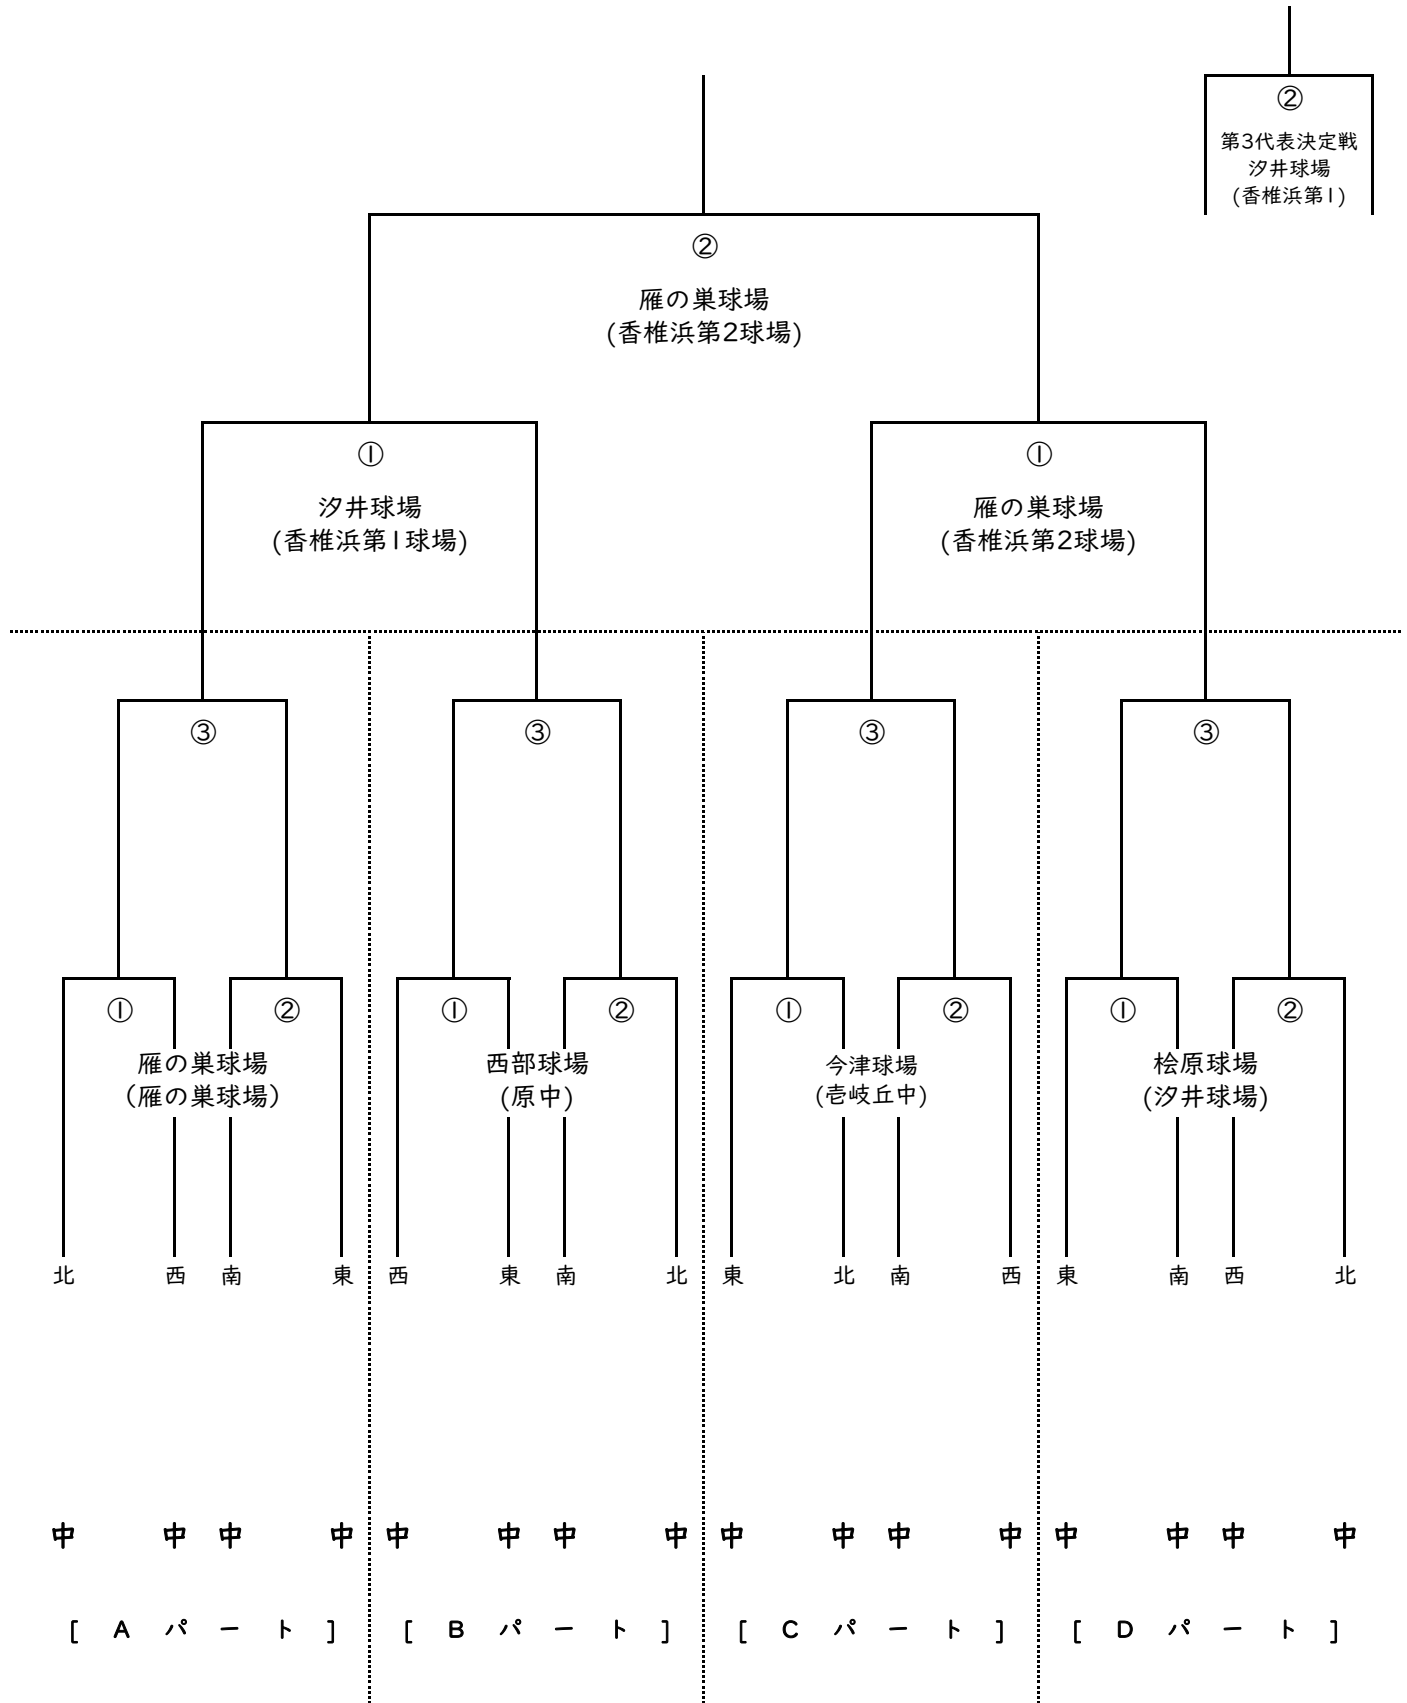 ②
第3代表決定戦
汐井球場
(香椎浜第1)
②
雁の巣球場
(香椎浜第2球場)
① ①
汐井球場 雁の巣球場
(香椎浜第1球場) (香椎浜第2球場)
③ ③ ③ ③
① ② ① ② ① ② ① ②
雁の巣球場 西部球場 今津球場 桧原球場
(雁の巣球場) (原中) (壱岐丘中) (汐井球場)
北 西 南 東 西 東 南 北 東 北 南 西 東 南 西 北
中 中 中 中 中 中 中 中 中 中 中 中 中 中 中 中
[ A パ ー ト ] [ B パ ー ト ] [ C パ ー ト ] [ D パ ー ト ]